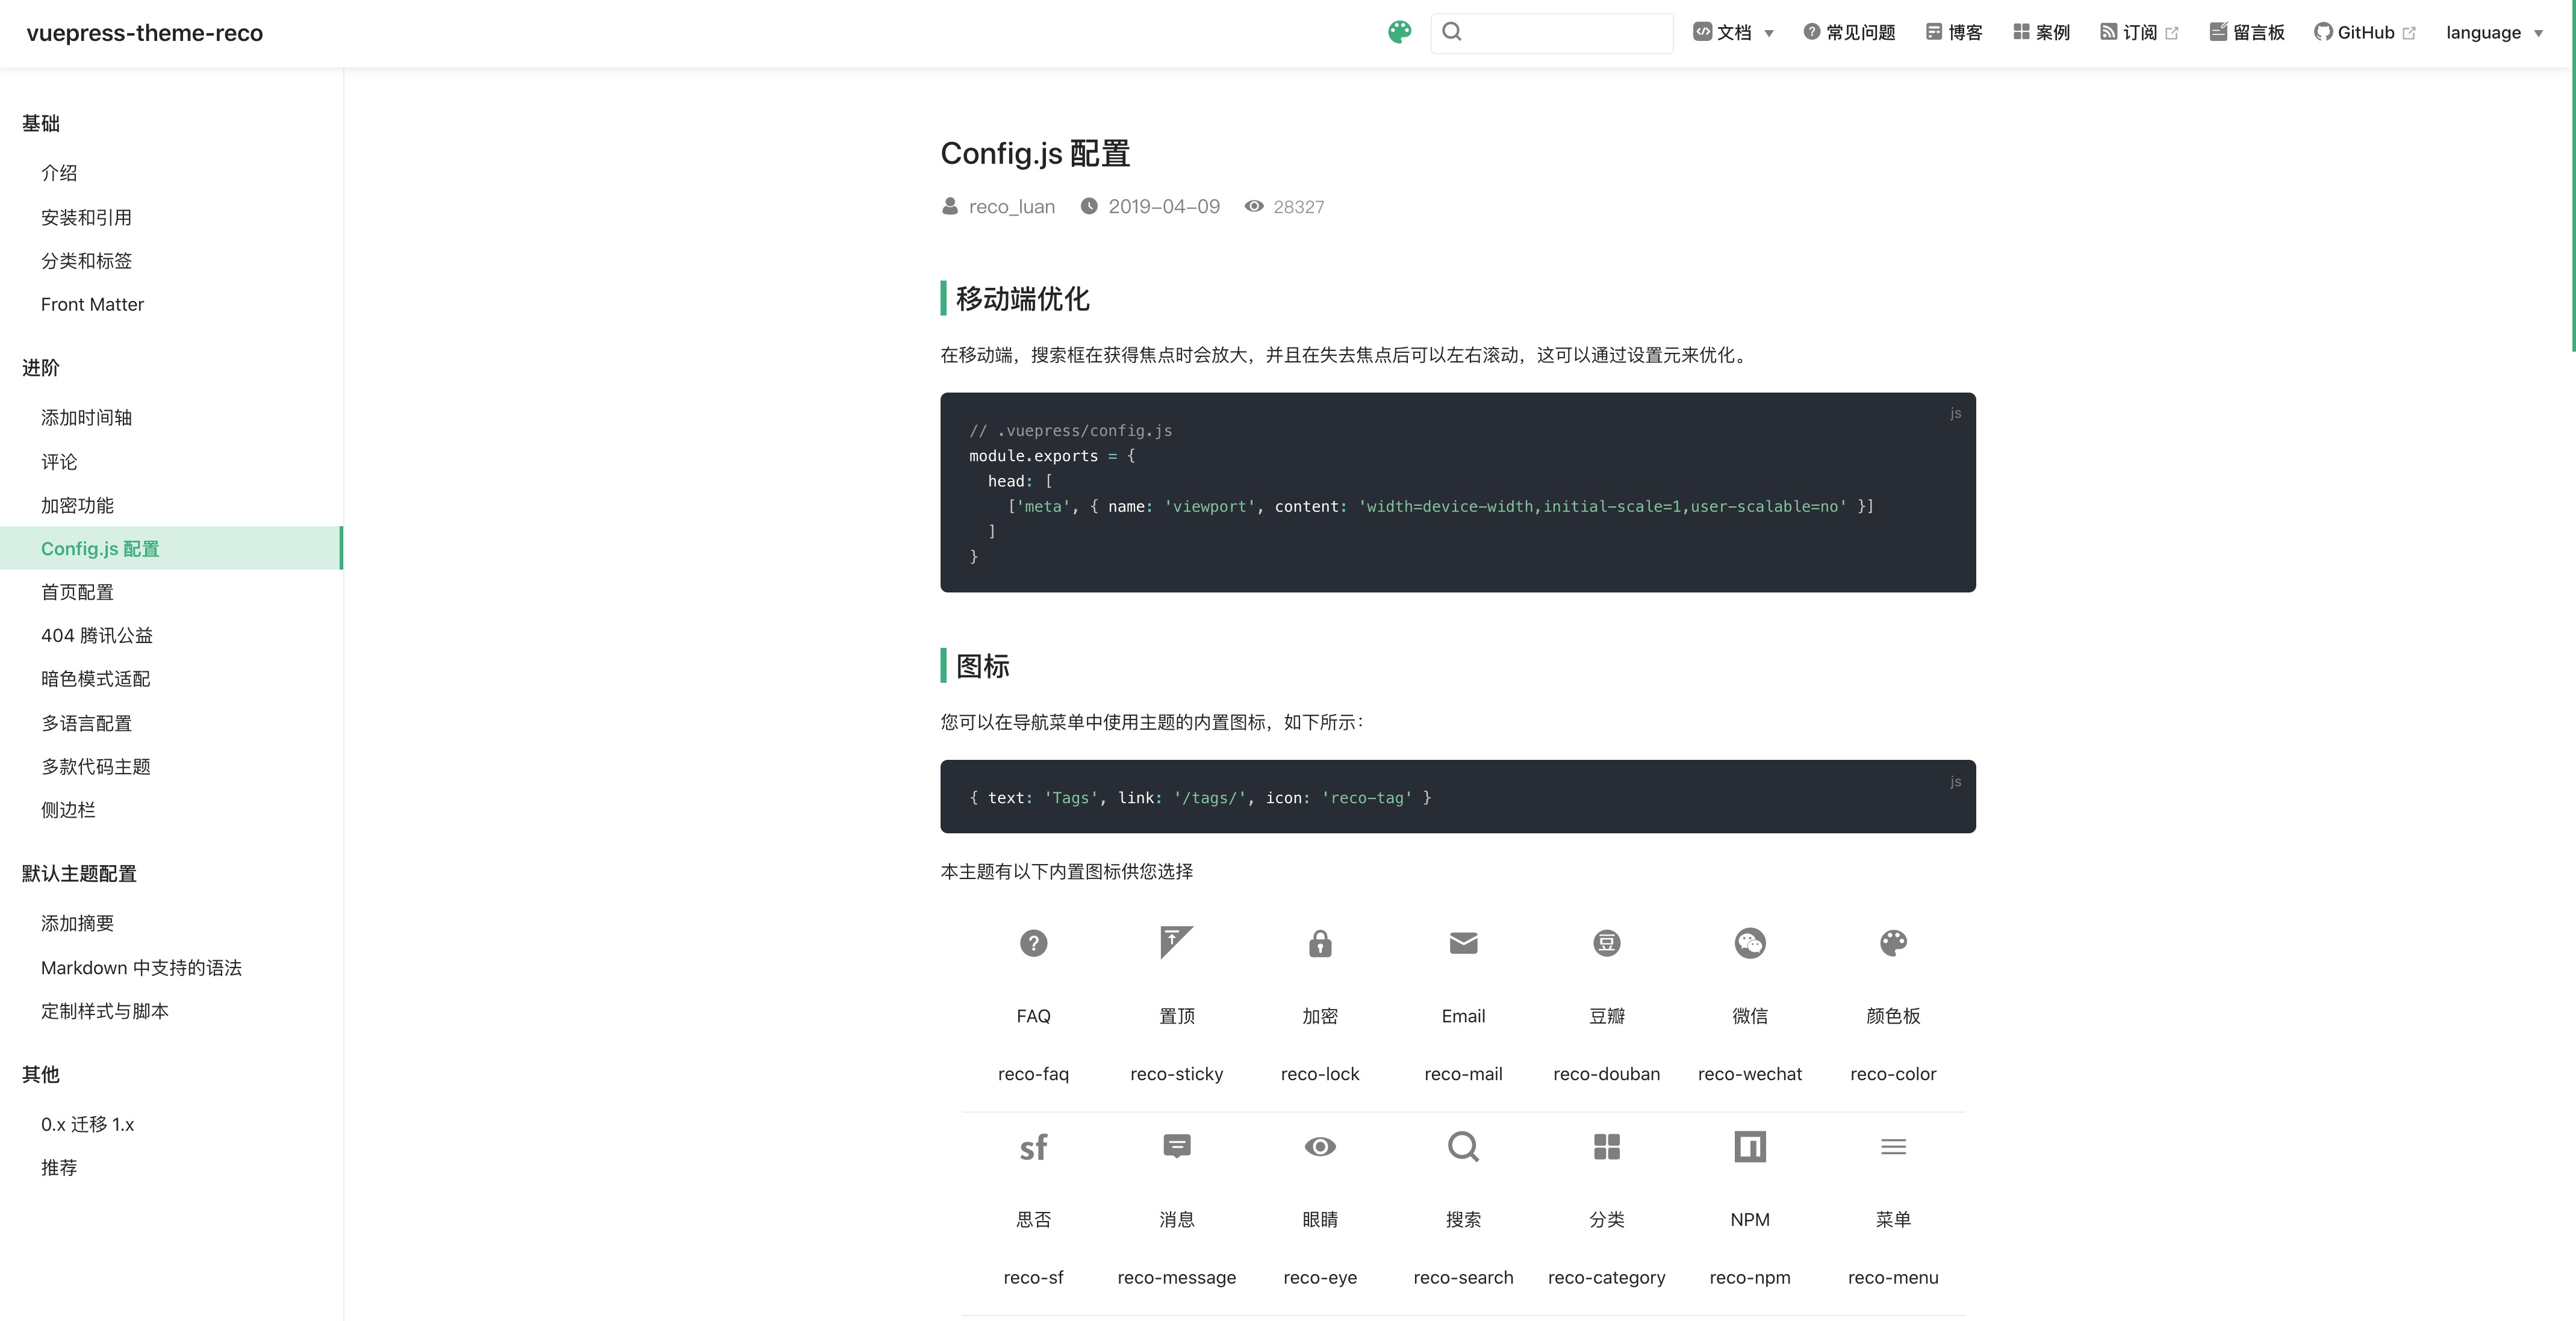 vuepress-theme-reco
文档
常见问题
博客
案例
订阅
留言板
GitHub
language
基础
介绍
安装和引用
分类和标签
Front Matter
进阶
添加时间轴
评论
加密功能
Config.js 配置
首页配置
404 腾讯公益
暗色模式适配
多语言配置
多款代码主题
侧边栏
默认主题配置
添加摘要
Markdown 中支持的语法
定制样式与脚本
其他
0.x 迁移 1.x
推荐
Config.js 配置
reco_luan 2019-04-09 28327
移动端优化
在移动端，搜索框在获得焦点时会放大，并且在失去焦点后可以左右滚动，这可以通过设置元来优化。
js
// .vuepress/config.js
module.exports = {
  head: [
    ['meta', { name: 'viewport', content: 'width=device-width,initial-scale=1,user-scalable=no' }]
  ]
}
图标
您可以在导航菜单中使用主题的内置图标，如下所示：
js
{ text: 'Tags', link: '/tags/', icon: 'reco-tag' }
本主题有以下内置图标供您选择
豆
FAQ 置顶 加密 Email 豆瓣 微信 颜色板
reco-faq reco-sticky reco-lock reco-mail reco-douban reco-wechat reco-color
sf
思否 消息 眼睛 搜索 分类 NPM 菜单
reco-sf reco-message reco-eye reco-search reco-category reco-npm reco-menu